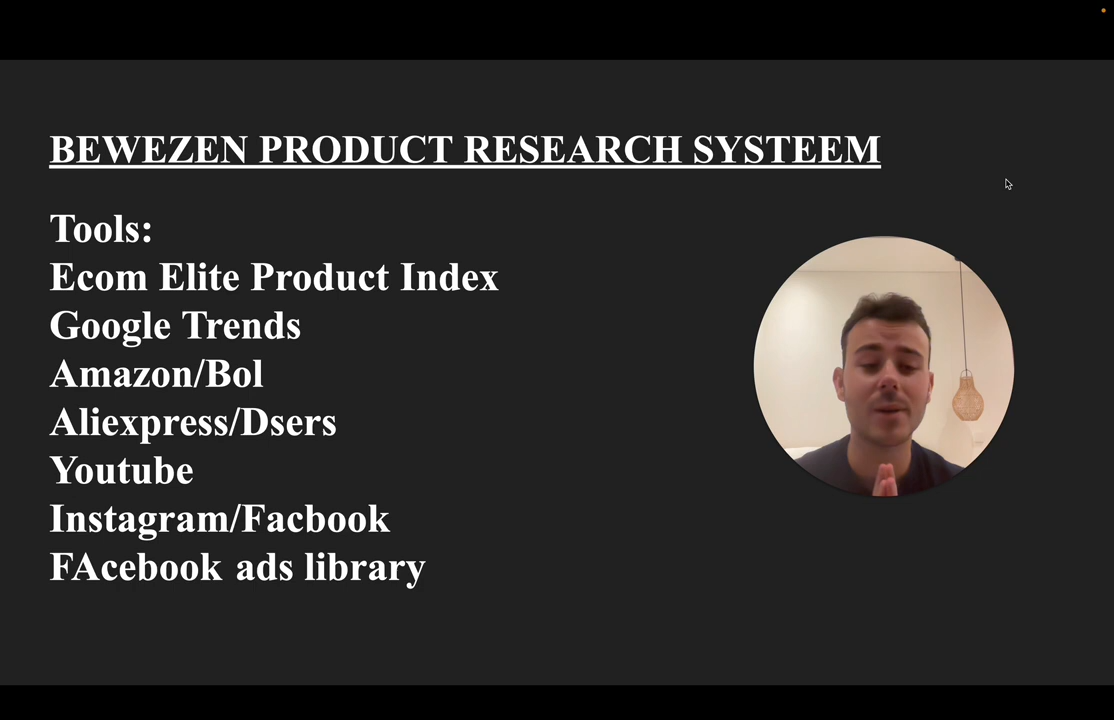 BEWEZEN PRODUCT RESEARCH SYSTEEM
Tools:
Ecom Elite Product Index
Google Trends
Amazon/Bol
Aliexpress/Dsers
Youtube
Instagram/Facbook
FAcebook ads library